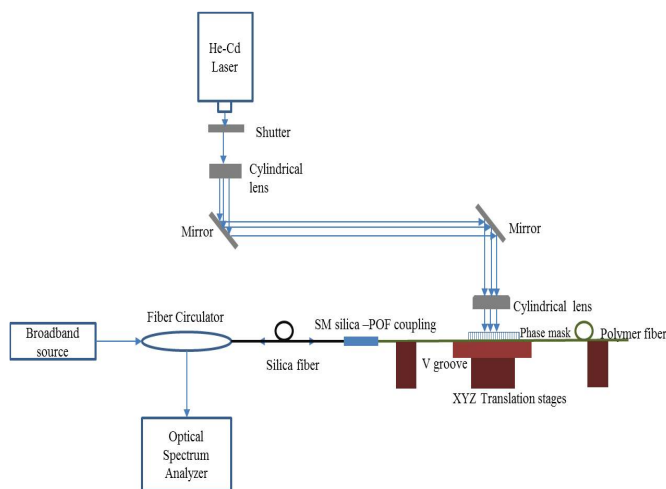 He-Cd
Laser
Shutter
Cylindrical
lens
Mirror
Mirror
Cylindrical lens
Fiber Circulator
SM silica –POF coupling
Phase mask
Polymer fiber
Broadband
source
Silica fiber
V groove
XYZ Translation stages
Optical
Spectrum
Analyzer